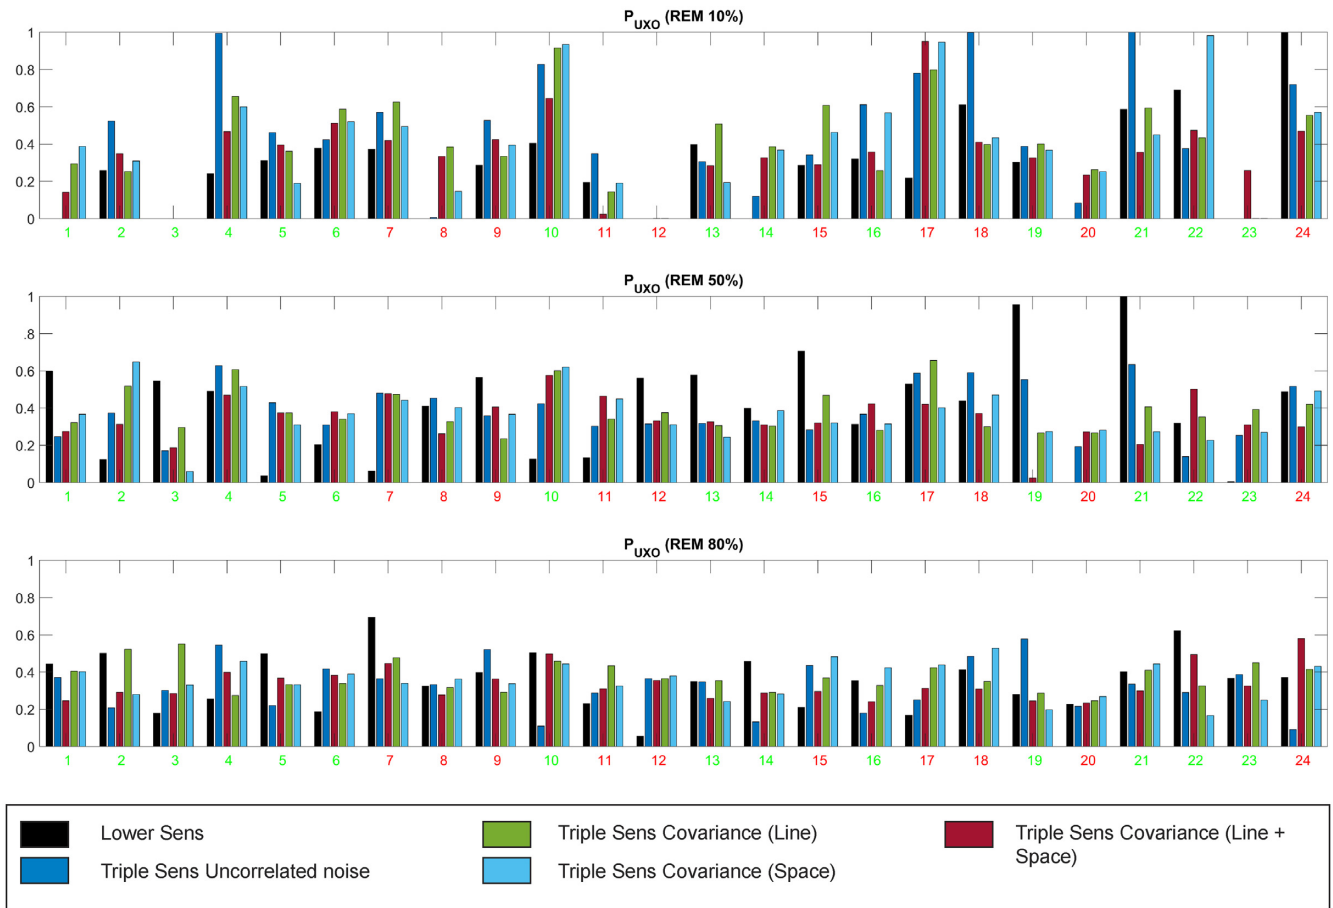 P_UXO (REM 10%)
1
0.8
0.6
0.4
0.2
0
1 2 3 4 5 6 7 8 9 10 11 12 13 14 15 16 17 18 19 20 21 22 23 24
P_UXO (REM 50%)
1
.8
0.6
0.4
0.2
0
1 2 3 4 5 6 7 8 9 10 11 12 13 14 15 16 17 18 19 20 21 22 23 24
P_UXO (REM 80%)
1
0.8
0.6
0.4
0.2
0
1 2 3 4 5 6 7 8 9 10 11 12 13 14 15 16 17 18 19 20 21 22 23 24
Lower Sens
Triple Sens Uncorrelated noise
Triple Sens Covariance (Line)
Triple Sens Covariance (Space)
Triple Sens Covariance (Line +
Space)